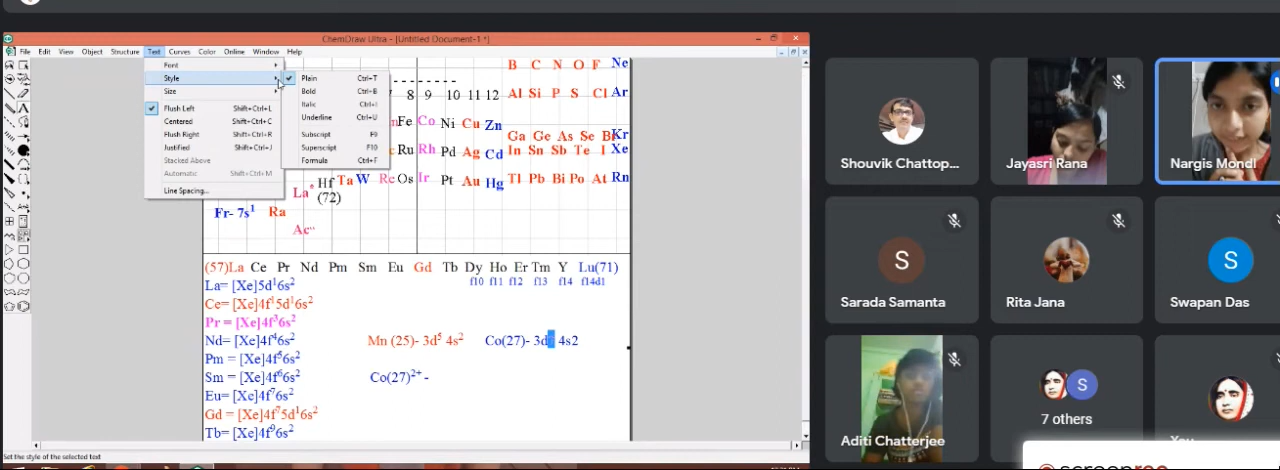 ChemDraw Ultra - [Untitled Document-1 *]
File Edit View Object Structure Text Curves Color Online Window Help
Font
Style
Size
Flush Left Shift+Ctrl+L
Centered Shift+Ctrl+C
Flush Right Shift+Ctrl+R
Justified Shift+Ctrl+J
Stacked Above
Automatic Shift+Ctrl+M
Line Spacing...
Plain Ctrl+T
Bold Ctrl+B
Italic Ctrl+I
Underline Ctrl+U
Subscript F9
Superscript F10
Formula Ctrl+F
B C N O F Ne
8 9 10 11 12 Al Si P S Cl Ar
Fe Co Ni Cu Zn
Ga Ge As Se Br Kr
Ru Rh Pd Ag Cd In Sn Sb Te I Xe
Hf Ta W Re Os Ir Pt Au Hg Tl Pb Bi Po At Rn
La*
(72)
Fr- 7s¹ Ra
Ac**
(57)La Ce Pr Nd Pm Sm Eu Gd Tb Dy Ho Er Tm Y Lu(71)
f10 f11 f12 f13 f14 f14d1
La= [Xe]5d¹6s²
Ce= [Xe]4f¹5d¹6s²
Pr = [Xe]4f³6s²
Nd= [Xe]4f⁴6s²
Mn (25)- 3d⁵ 4s² Co(27)- 3d 4s2
Pm = [Xe]4f⁵6s²
Sm = [Xe]4f⁶6s²
Co(27)²⁺ -
Eu= [Xe]4f⁷6s²
Gd = [Xe]4f⁷5d¹6s²
Tb= [Xe]4f⁹6s²
Set the style of the selected text
Shouvik Chattop...
Jayasri Rana
Nargis Mondl
S
Sarada Samanta
Rita Jana
S
Swapan Das
Aditi Chatterjee
S
7 others
You